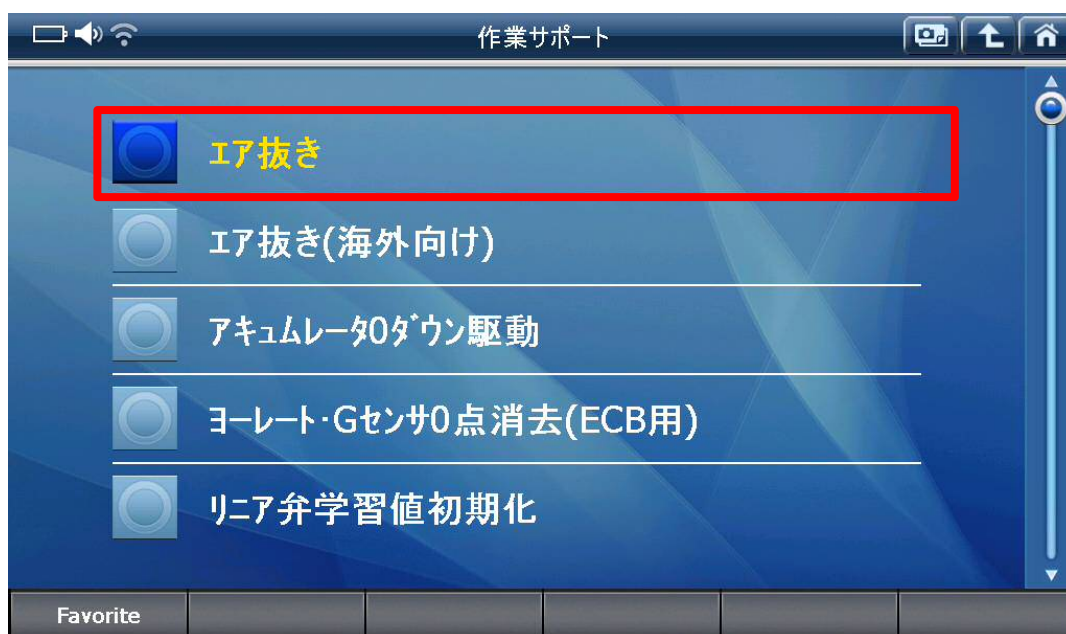 作業サポート
エア抜き
エア抜き(海外向け)
アキュムレータ0ダウン駆動
ヨーレート・Gセンサ0点消去(ECB用)
リニア弁学習値初期化
Favorite